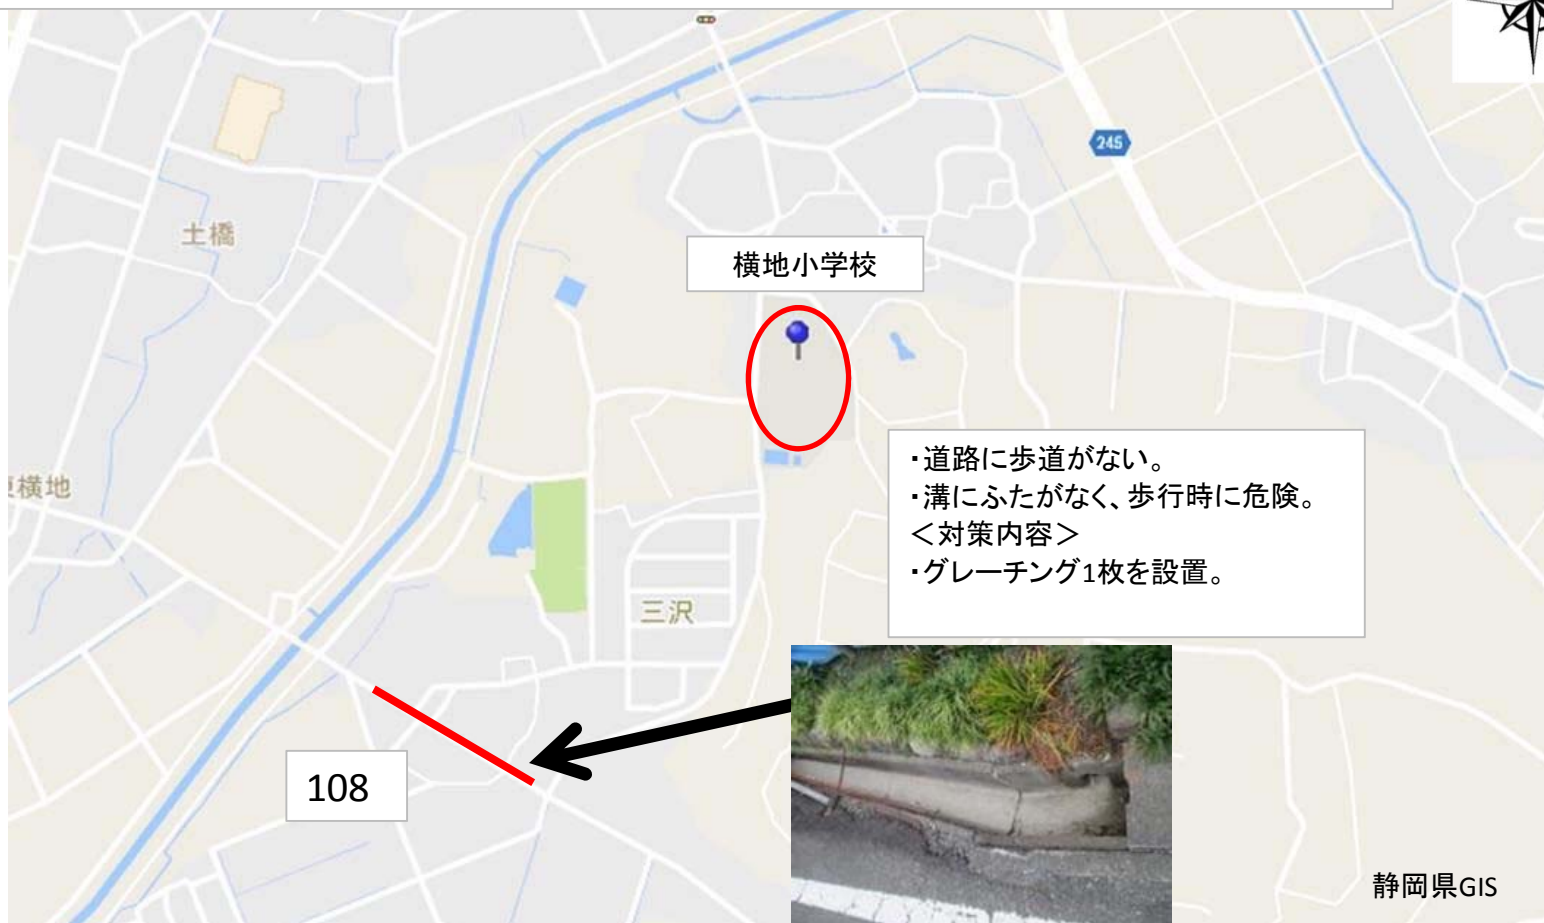 245
土橋
横地小学校
東横地
・道路に歩道がない。
・溝にふたがなく、歩行時に危険。
＜対策内容＞
・グレーチング1枚を設置。
三沢
108
静岡県GIS